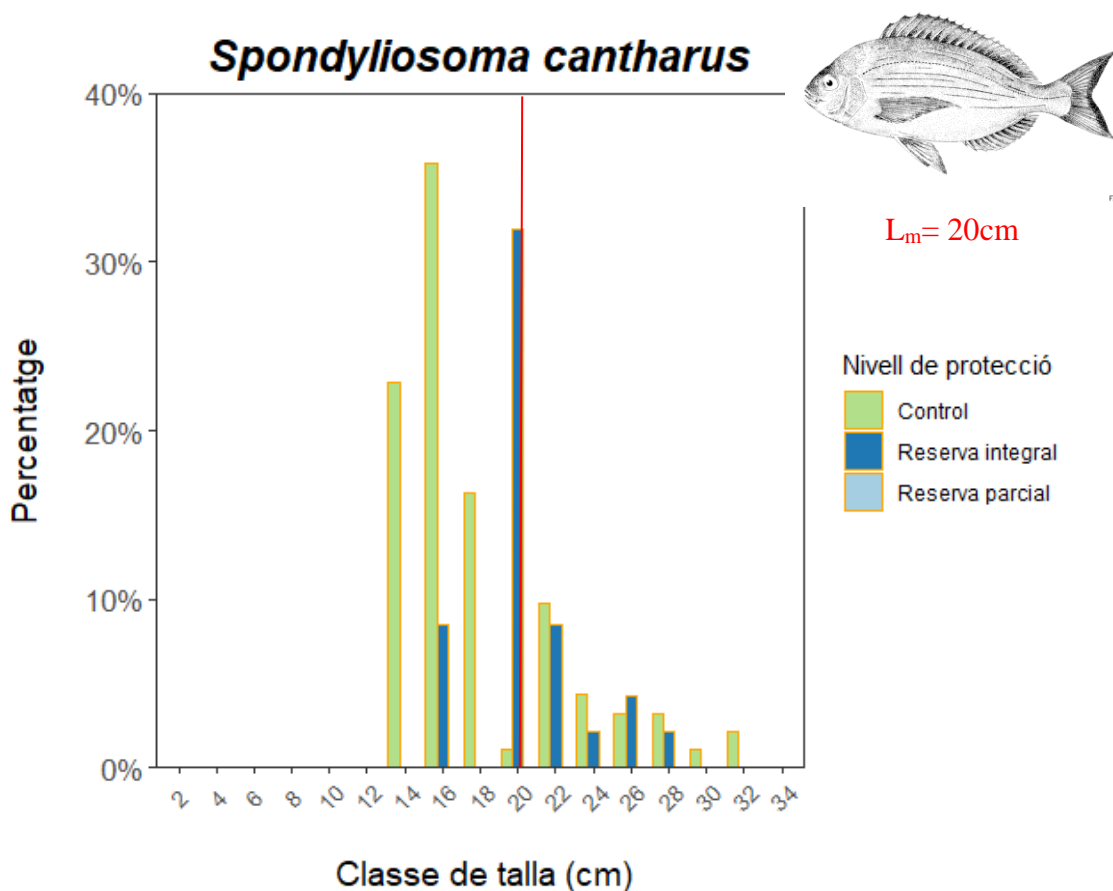 Spondyliosoma cantharus
40%
30%
20%
10%
0%
Percentatge
2 4 6 8 10 12 14 16 18 20 22 24 26 28 30 32 34
Classe de talla (cm)
Lm= 20cm
Nivell de protecció
Control
Reserva integral
Reserva parcial
F